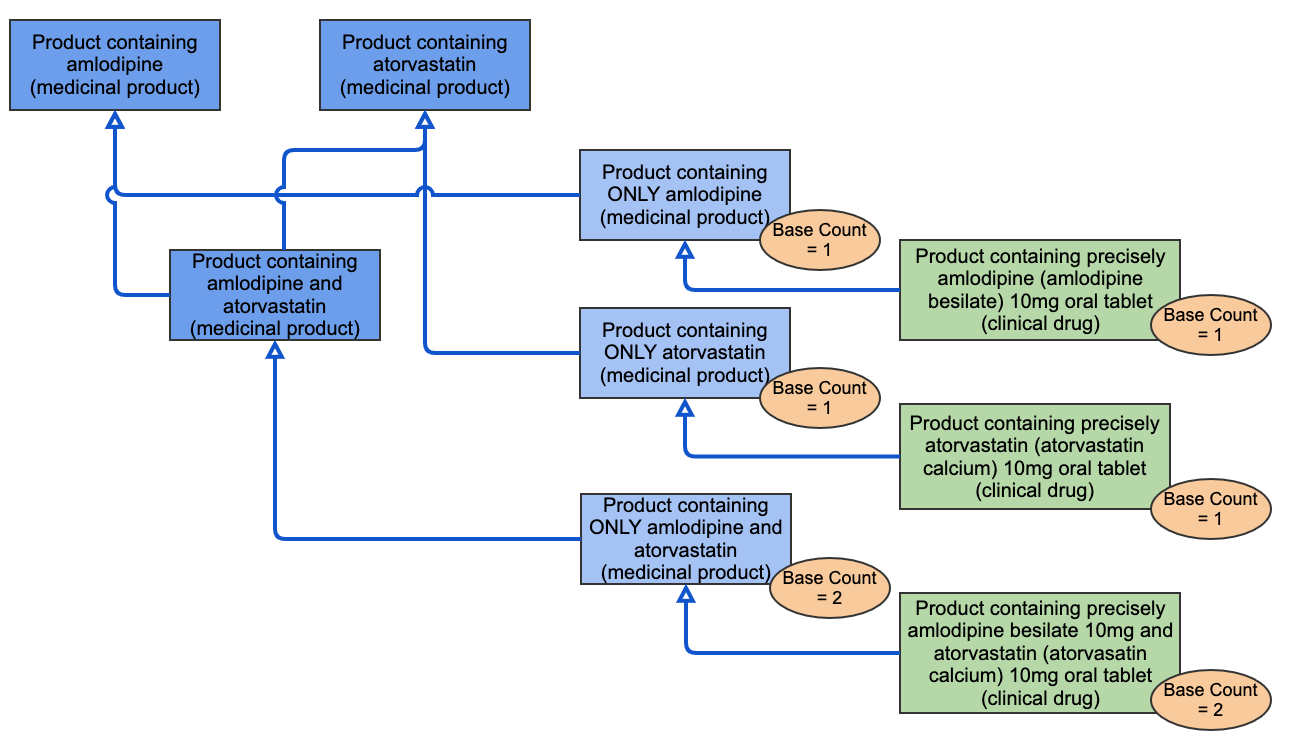 Product containing
amlodipine
(medicinal product)
Product containing
atorvastatin
(medicinal product)
Product containing
ONLY amlodipine
(medicinal product)
Base Count
= 1
Product containing
amlodipine and
atorvastatin
(medicinal product)
Product containing precisely
amlodipine (amlodipine
besilate) 10mg oral tablet
(clinical drug)
Base Count
= 1
Product containing
ONLY atorvastatin
(medicinal product)
Base Count
= 1
Product containing precisely
atorvastatin (atorvastatin
calcium) 10mg oral tablet
(clinical drug)
Base Count
= 1
Product containing
ONLY amlodipine and
atorvastatin
(medicinal product)
Base Count
= 2
Product containing precisely
amlodipine besilate 10mg and
atorvastatin (atorvasatin
calcium) 10mg oral tablet
(clinical drug)
Base Count
= 2